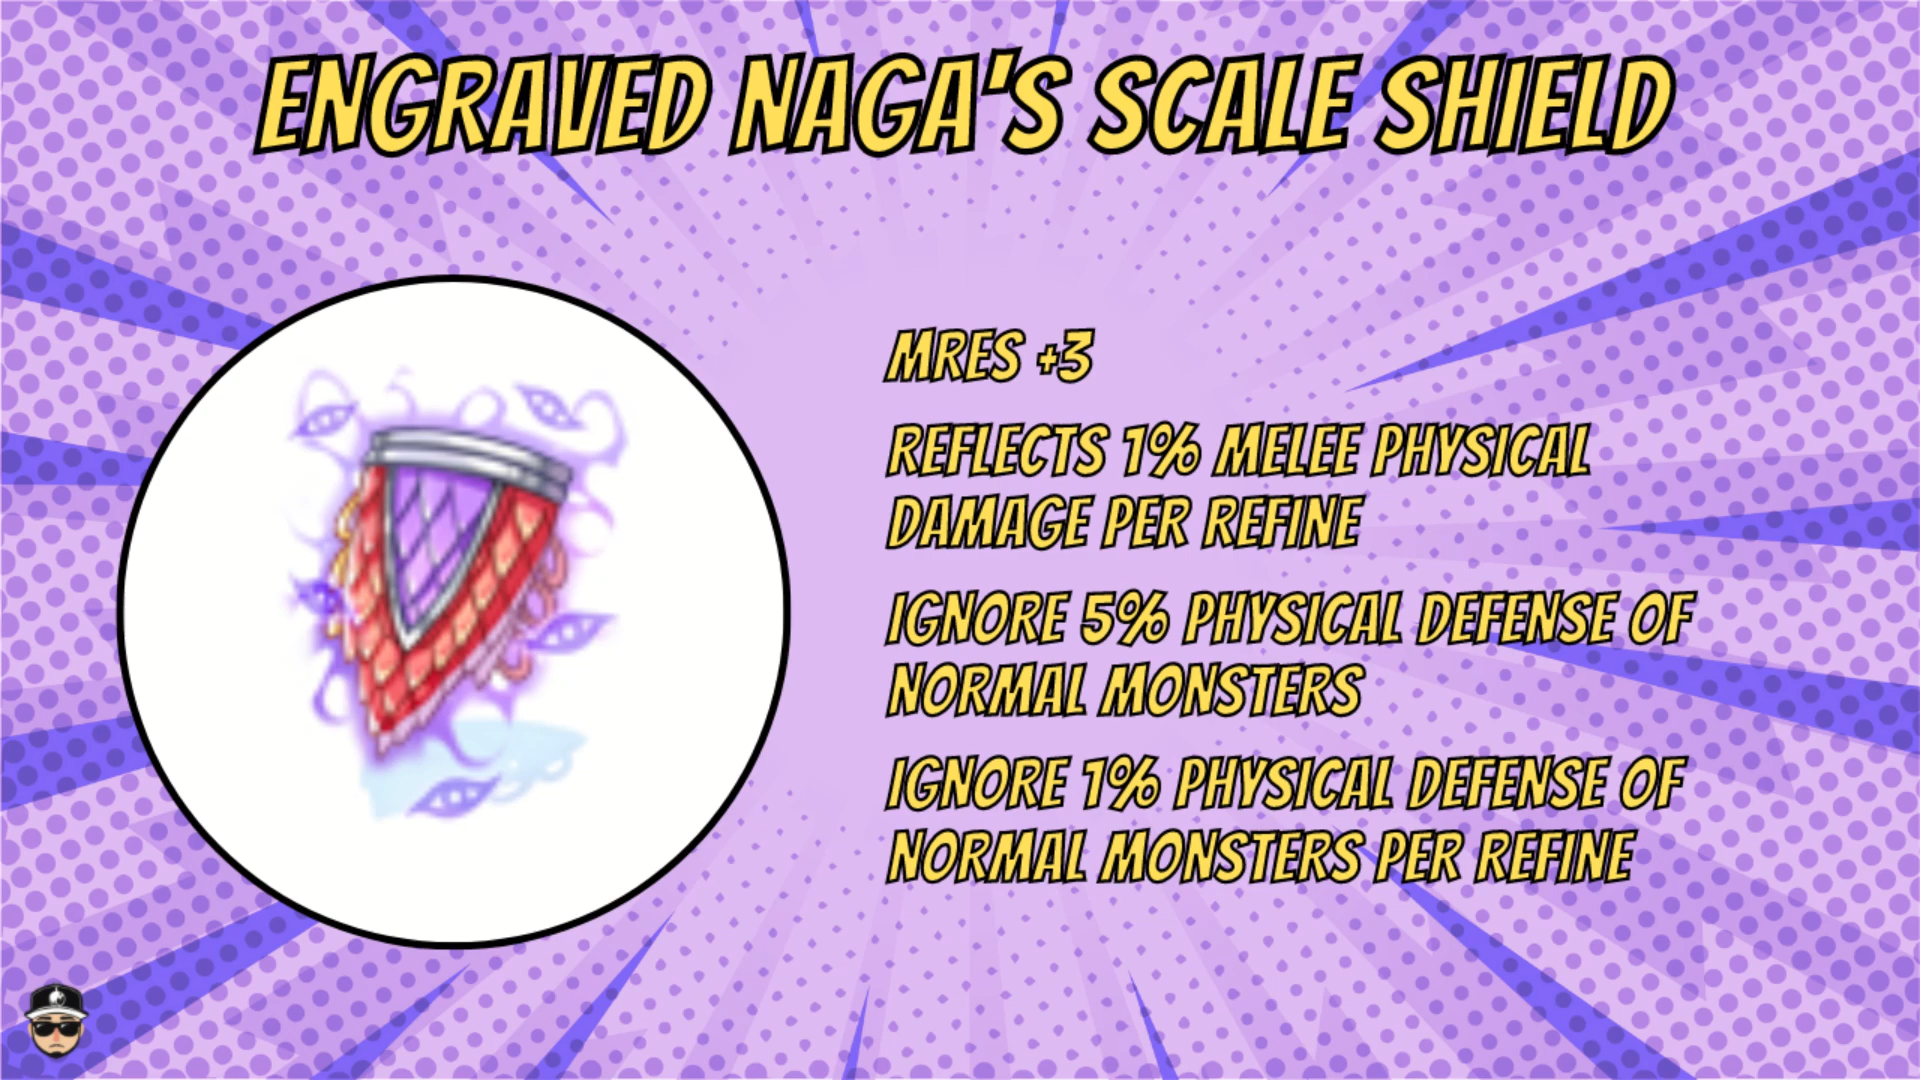 ENGRAVED NAGA'S SCALE SHIELD
MRES +3
REFLECTS 1% MELEE PHYSICAL
DAMAGE PER REFINE
IGNORE 5% PHYSICAL DEFENSE OF
NORMAL MONSTERS
IGNORE 1% PHYSICAL DEFENSE OF
NORMAL MONSTERS PER REFINE